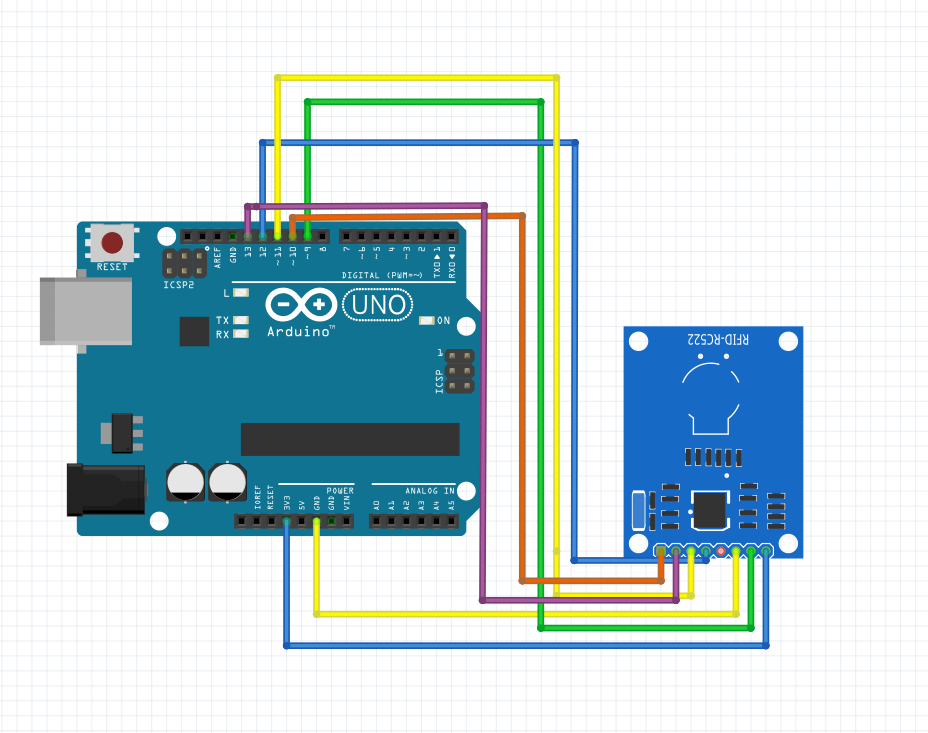 RESET
ICSP2
AREF
GND
13
12
~11
~10
~9
8
7
~6
~5
4
~3
2
TX0▶1
RX0◀0
DIGITAL (PWM=~)
L
TX
RX
Arduino™
UNO
ON
1
ICSP
RFID-RC522
POWER
ANALOG IN
IOREF
RESET
3V3
5V
GND
GND
VIN
A0
A1
A2
A3
A4
A5